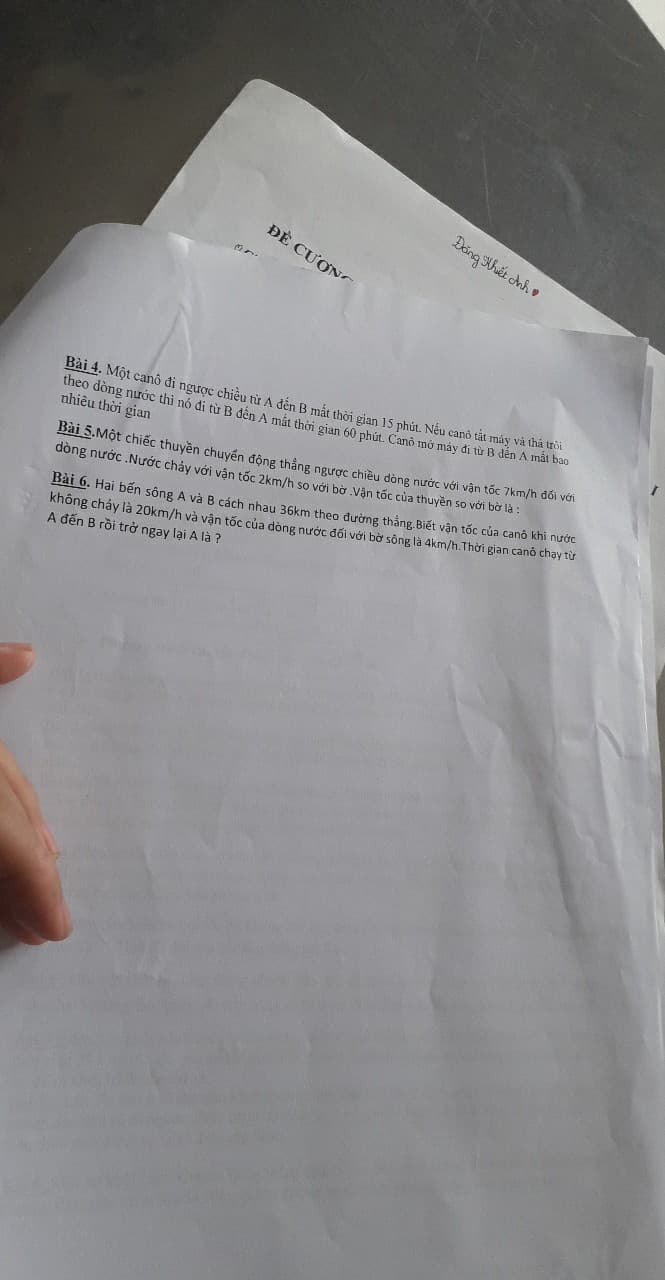 ĐỀ CƯƠNG
Đồng Khiết Anh
Bài 4. Một canô đi ngược chiều từ A đến B mất thời gian 15 phút. Nếu canô tắt máy và thả trôi
theo dòng nước thì nó đi từ B đến A mất thời gian 60 phút. Canô mở máy đi từ B đến A mất bao
nhiêu thời gian
Bài 5.Một chiếc thuyền chuyển động thẳng ngược chiều dòng nước với vận tốc 7km/h đối với
dòng nước .Nước chảy với vận tốc 2km/h so với bờ .Vận tốc của thuyền so với bờ là :
Bài 6. Hai bến sông A và B cách nhau 36km theo đường thẳng.Biết vận tốc của canô khi nước
không chảy là 20km/h và vận tốc của dòng nước đối với bờ sông là 4km/h.Thời gian canô chạy từ
A đến B rồi trở ngay lại A là ?